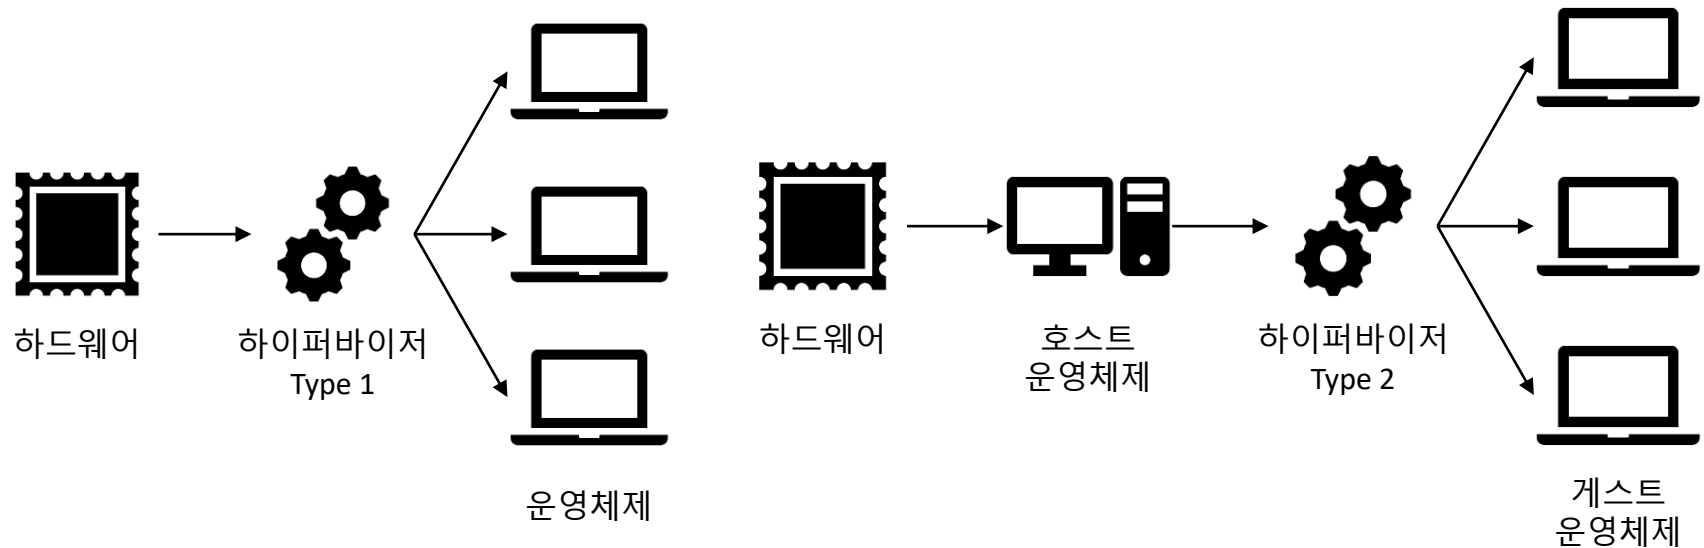 하드웨어
하이퍼바이저
Type 1
운영체제
하드웨어
호스트
운영체제
하이퍼바이저
Type 2
게스트
운영체제